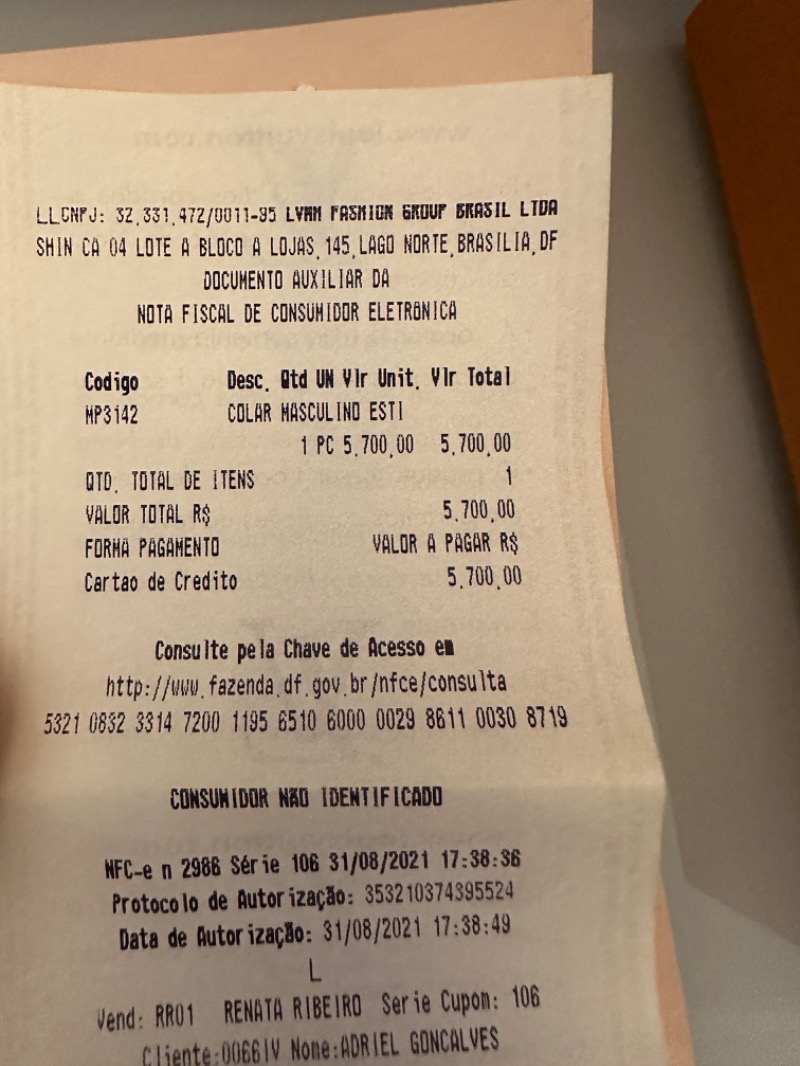 LLCNPJ: 32.331.472/0011-95 LVMH FASHION GROUP BRASIL LTDA
SHIN CA 04 LOTE A BLOCO A LOJAS,145,LAGO NORTE,BRASILIA,DF
DOCUMENTO AUXILIAR DA
NOTA FISCAL DE CONSUMIDOR ELETRÔNICA
Codigo Desc. Qtd UN Vlr Unit. Vlr Total
MP3142 COLAR MASCULINO ESTI
1 PC 5.700,00 5.700,00
QTD. TOTAL DE ITENS 1
VALOR TOTAL R$ 5.700,00
FORMA PAGAMENTO VALOR A PAGAR R$
Cartao de Credito 5.700,00
Consulte pela Chave de Acesso em
http://www.fazenda.df.gov.br/nfce/consulta
5321 0832 3314 7200 1195 6510 6000 0029 8611 0030 8719
CONSUMIDOR NÃO IDENTIFICADO
NFC-e n 2986 Série 106 31/08/2021 17:38:36
Protocolo de Autorização: 353210374395524
Data de Autorização: 31/08/2021 17:38:49
L
Vend: RR01 RENATA RIBEIRO Serie Cupom: 106
Cliente:0066IV Nome:ADRIEL GONCALVES